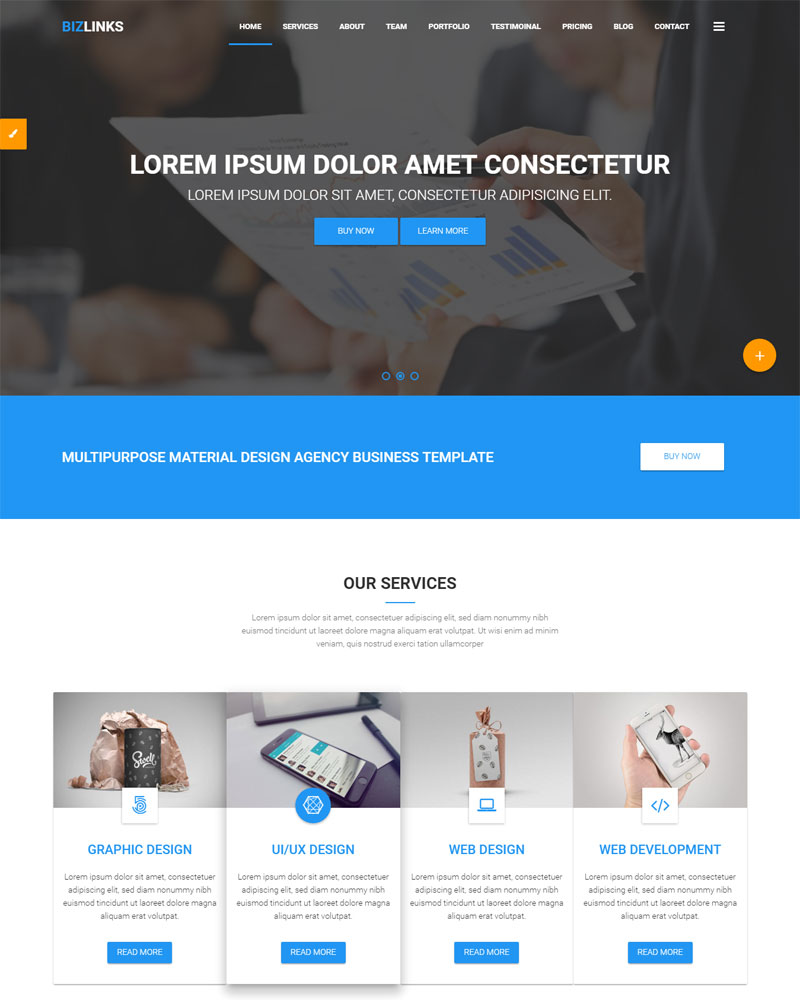 BIZLINKS
HOME SERVICES ABOUT TEAM PORTFOLIO TESTIMOINAL PRICING BLOG CONTACT
LOREM IPSUM DOLOR AMET CONSECTETUR
LOREM IPSUM DOLOR SIT AMET, CONSECTETUR ADIPISICING ELIT.
BUY NOW LEARN MORE
MULTIPURPOSE MATERIAL DESIGN AGENCY BUSINESS TEMPLATE
BUY NOW
OUR SERVICES
Lorem ipsum dolor sit amet, consectetuer adipiscing elit, sed diam nonummy nibh
euismod tincidunt ut laoreet dolore magna aliquam erat volutpat. Ut wisi enim ad minim
veniam, quis nostrud exerci tation ullamcorper
GRAPHIC DESIGN
Lorem ipsum dolor sit amet, consectetuer
adipiscing elit, sed diam nonummy nibh
euismod tincidunt ut laoreet dolore magna
aliquam erat volutpat.
READ MORE
UI/UX DESIGN
Lorem ipsum dolor sit amet, consectetuer
adipiscing elit, sed diam nonummy nibh
euismod tincidunt ut laoreet dolore magna
aliquam erat volutpat.
READ MORE
WEB DESIGN
Lorem ipsum dolor sit amet, consectetuer
adipiscing elit, sed diam nonummy nibh
euismod tincidunt ut laoreet dolore magna
aliquam erat volutpat.
READ MORE
WEB DEVELOPMENT
Lorem ipsum dolor sit amet, consectetuer
adipiscing elit, sed diam nonummy nibh
euismod tincidunt ut laoreet dolore magna
aliquam erat volutpat.
READ MORE